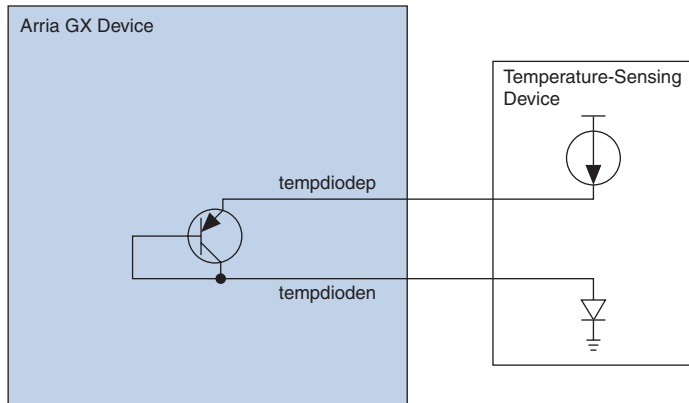 Arria GX Device
Temperature-Sensing
Device
tempdiodep
tempdioden